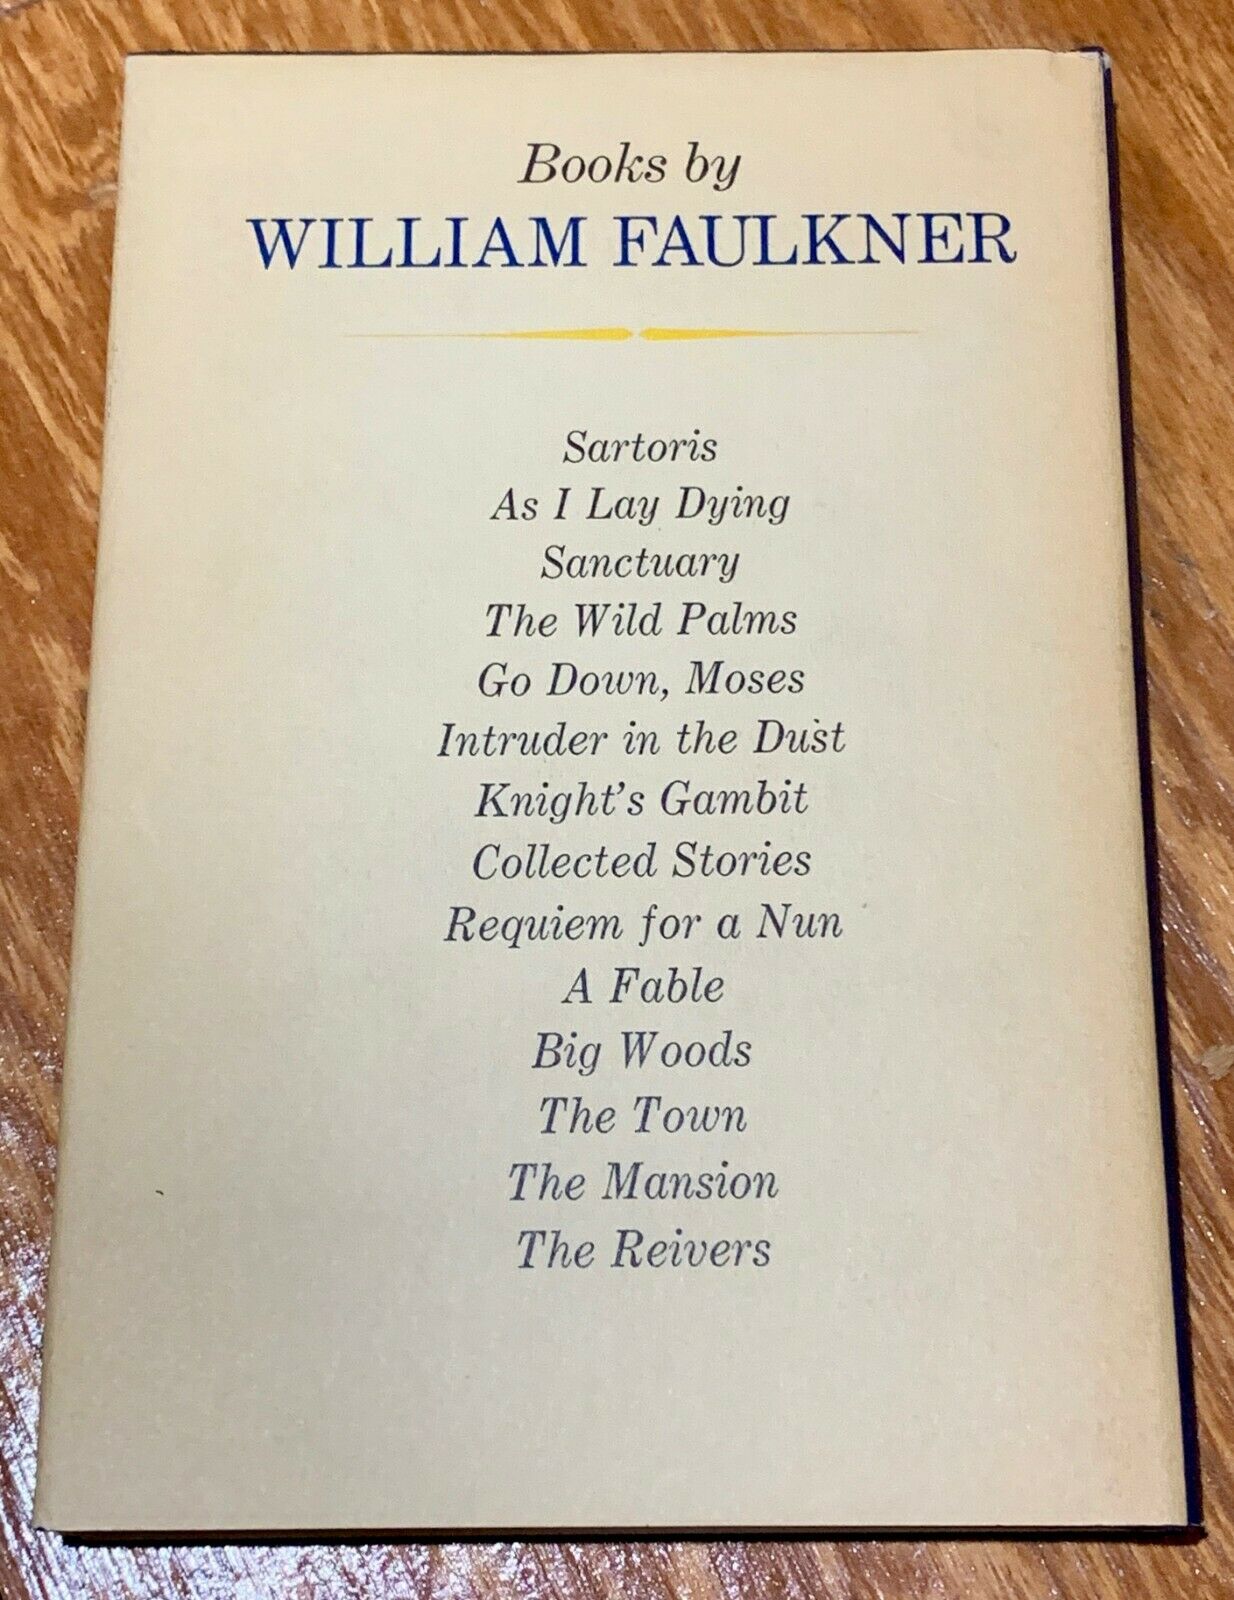 Books by
WILLIAM FAULKNER
Sartoris
As I Lay Dying
Sanctuary
The Wild Palms
Go Down, Moses
Intruder in the Dust
Knight's Gambit
Collected Stories
Requiem for a Nun
A Fable
Big Woods
The Town
The Mansion
The Reivers